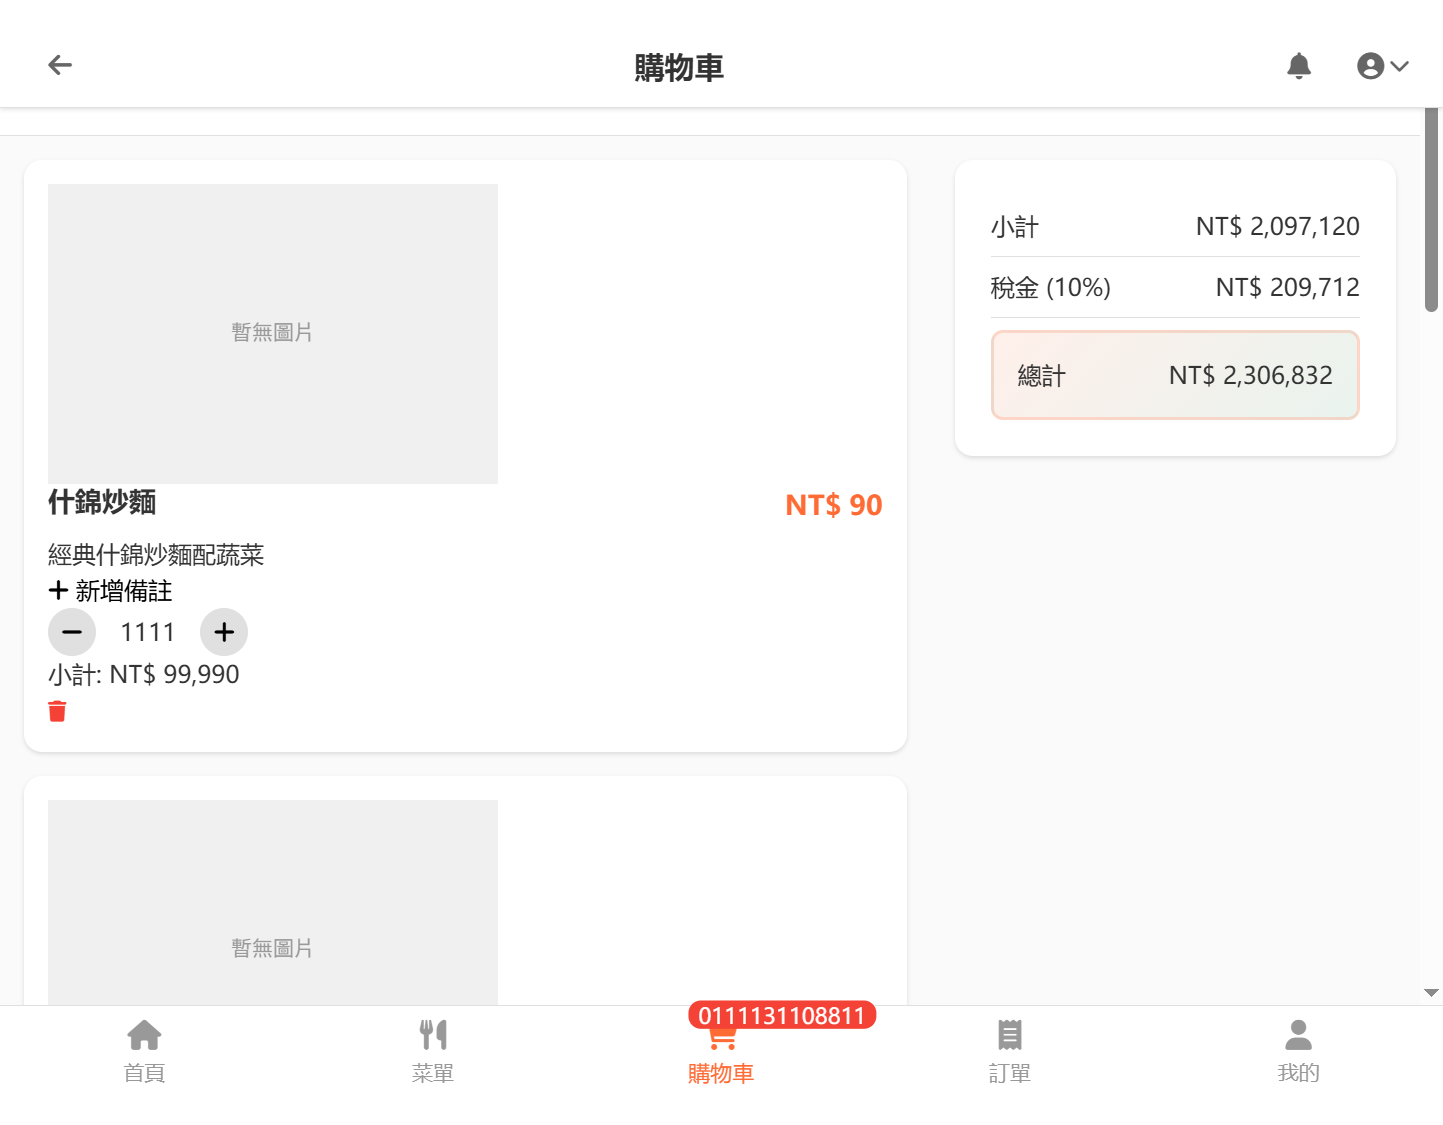 購物車
暫無圖片
什錦炒麵
NT$ 90
經典什錦炒麵配蔬菜
新增備註
1111
小計: NT$ 99,990
小計 NT$ 2,097,120
稅金 (10%) NT$ 209,712
總計 NT$ 2,306,832
暫無圖片
0111131108811
首頁
菜單
購物車
訂單
我的